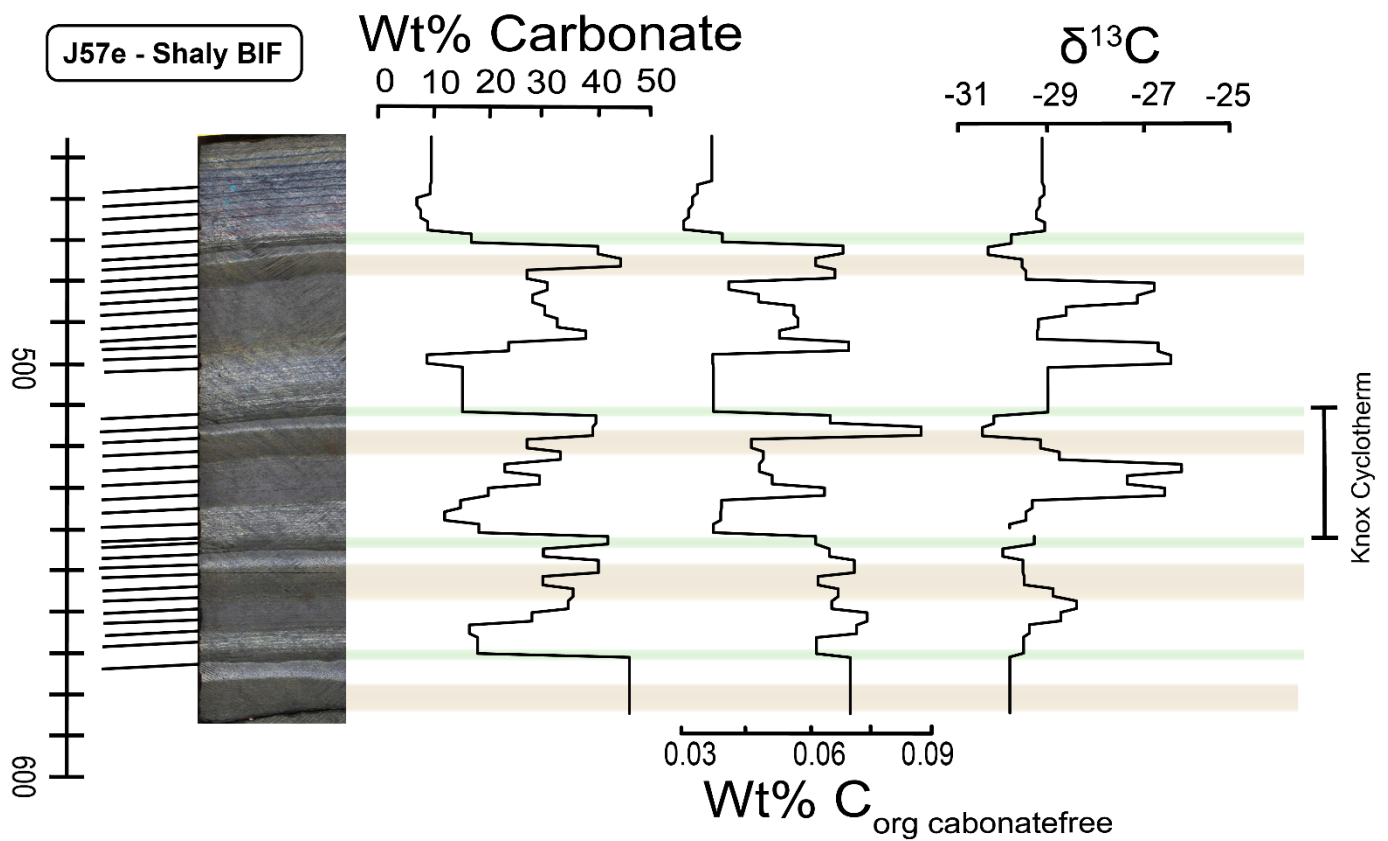 J57e - Shaly BIF
Wt% Carbonate
0 10 20 30 40 50
δ13C
-31 -29 -27 -25
500
600
Knox Cyclotherm
0.03 0.06 0.09
Wt% Corg cabonatefree